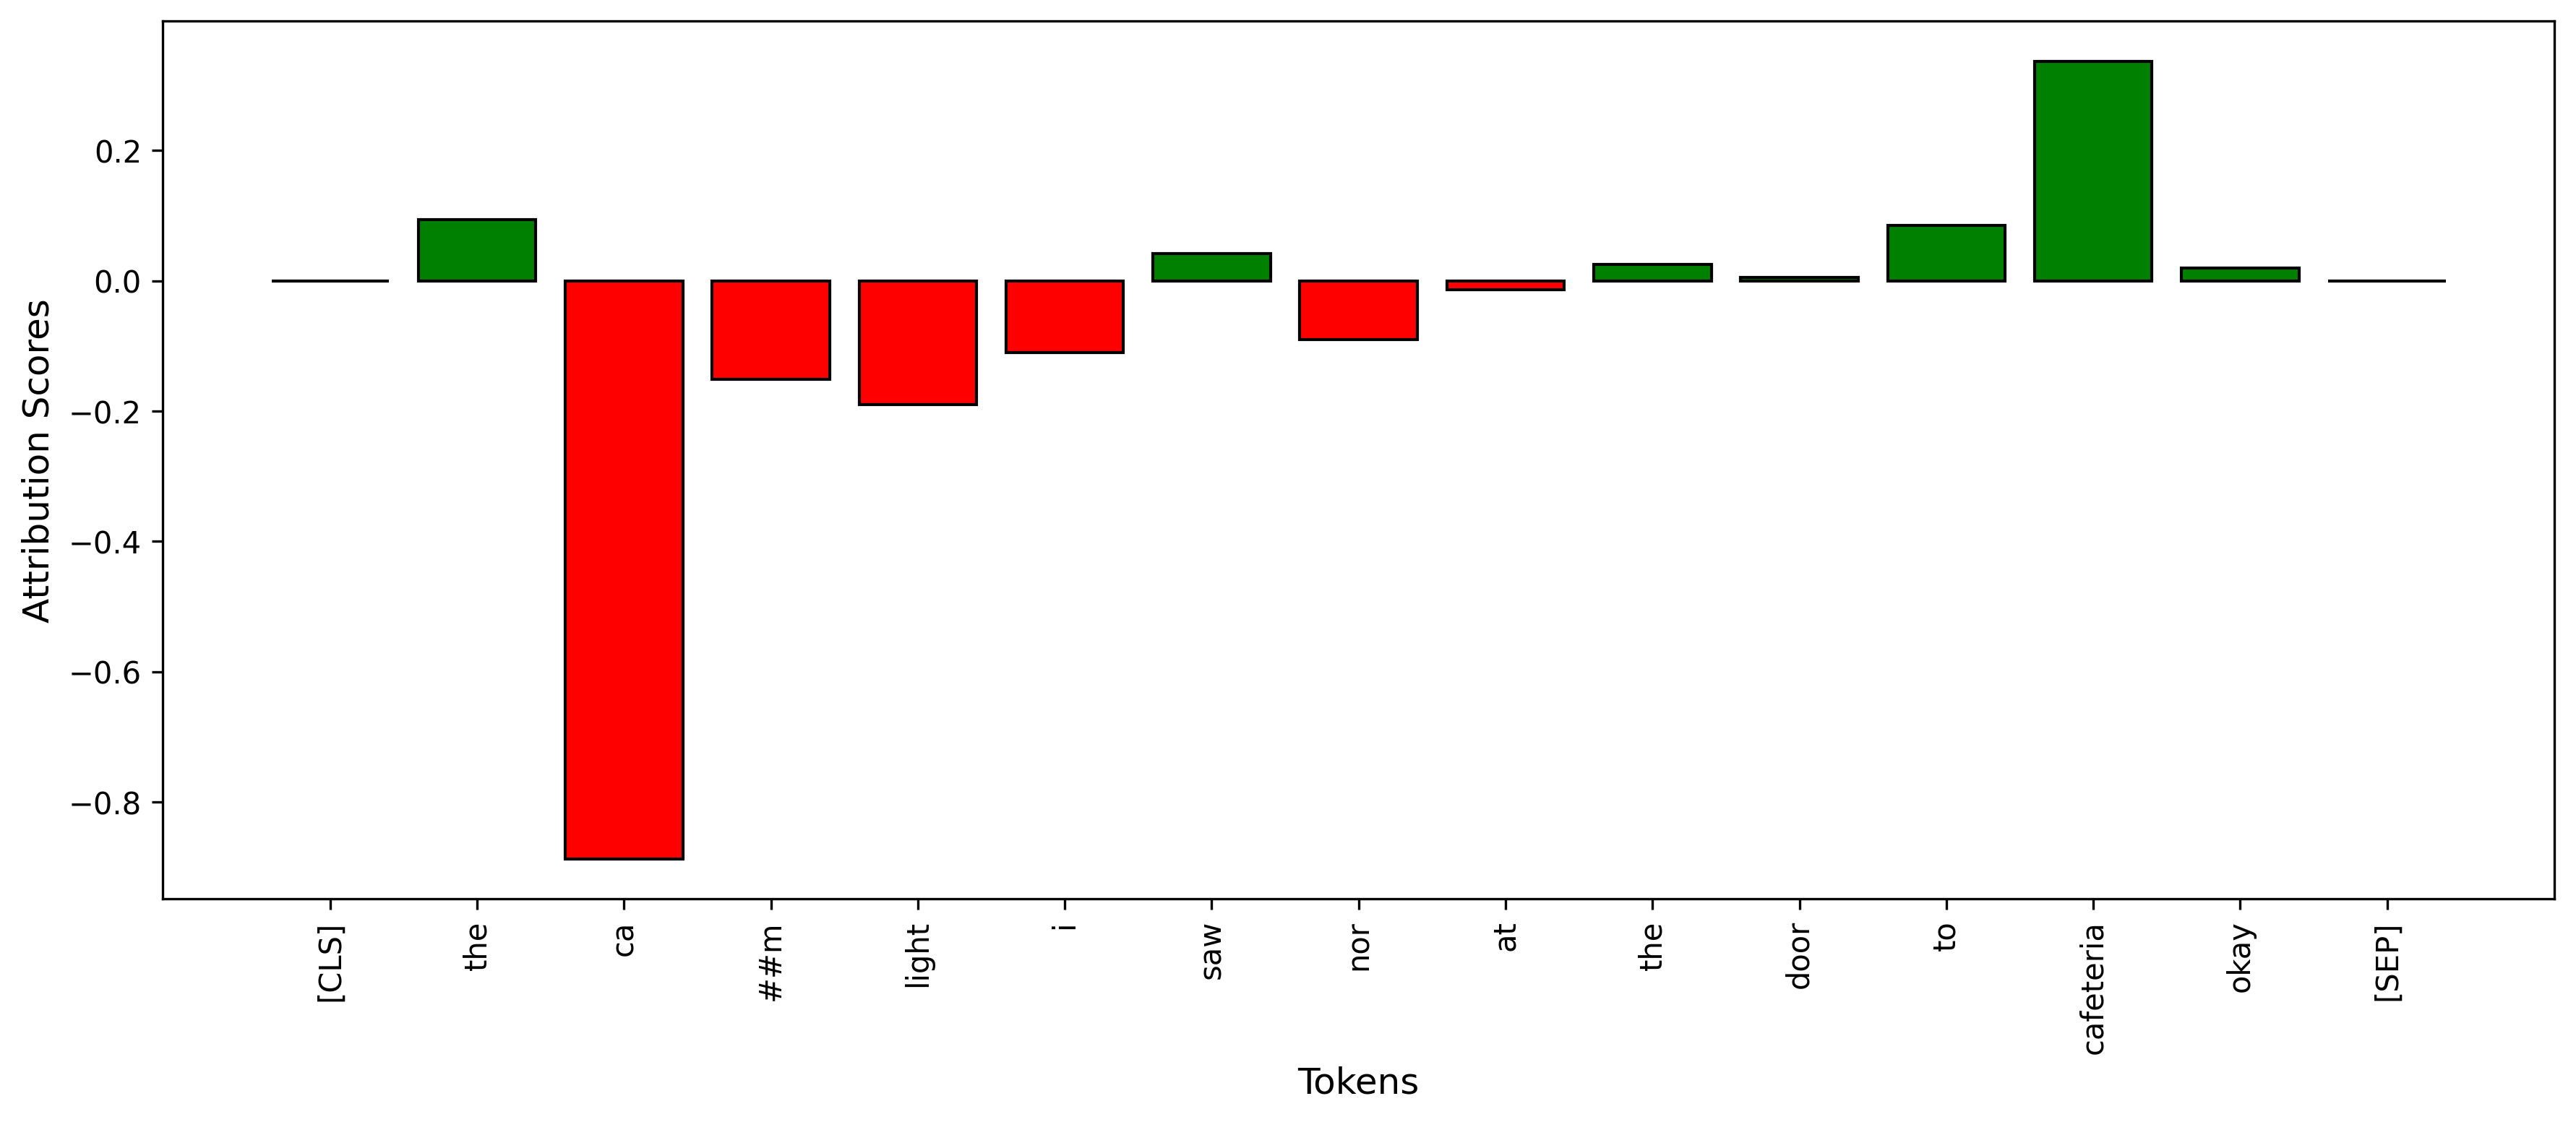 0.2
0.0
−0.2
−0.4
−0.6
−0.8
Attribution Scores
[CLS]
the
ca
##m
light
i
saw
nor
at
the
door
to
cafeteria
okay
[SEP]
Tokens